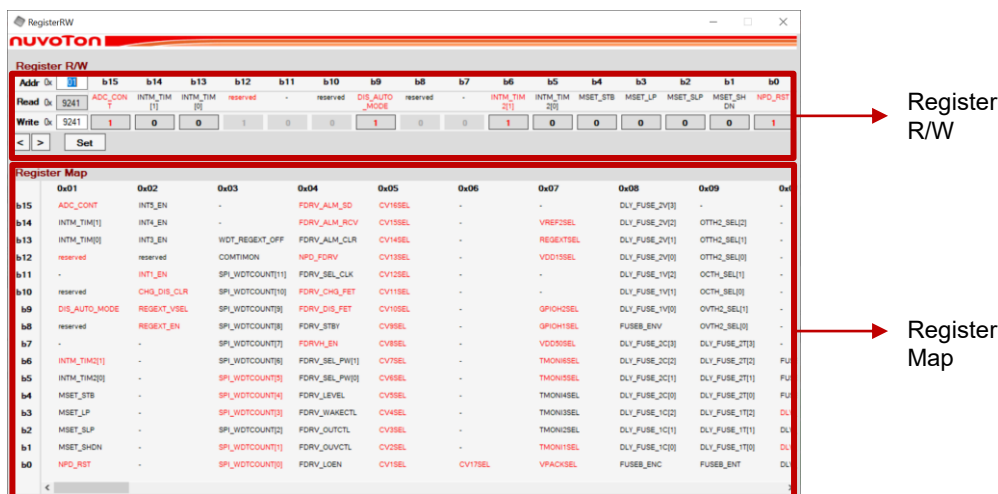 RegisterRW
nuvoTon
Register R/W
Addr 0x 01 b15 b14 b13 b12 b11 b10 b9 b8 b7 b6 b5 b4 b3 b2 b1 b0
Read 0x 9241 ADC_CONT INTM_TIM[1] INTM_TIM[0] reserved - reserved DIS_AUTO_MODE reserved - INTM_TIM2[1] INTM_TIM2[0] MSET_STB MSET_LP MSET_SLP MSET_SHDN NPD_RST
Write 0x 9241 1 0 0 1 0 0 1 0 0 1 0 0 0 0 0 1
< > Set
Register R/W
Register Map
0x01 0x02 0x03 0x04 0x05 0x06 0x07 0x08 0x09
b15 ADC_CONT INT5_EN - FDRV_ALM_SD CV16SEL - - DLY_FUSE_2V[3] - -
b14 INTM_TIM[1] INT4_EN - FDRV_ALM_RCV CV15SEL - VREF2SEL DLY_FUSE_2V[2] OTTH2_SEL[2] -
b13 INTM_TIM[0] INT3_EN WDT_REGEXT_OFF FDRV_ALM_CLR CV14SEL - REGEXTSEL DLY_FUSE_2V[1] OTTH2_SEL[1] -
b12 reserved reserved COMTIMON NPD_FDRV CV13SEL - VDD15SEL DLY_FUSE_2V[0] OTTH2_SEL[0] -
b11 - INT1_EN SPI_WDTCOUNT[11] FDRV_SEL_CLK CV12SEL - - DLY_FUSE_1V[2] OCTH_SEL[1] -
b10 reserved CHG_DIS_CLR SPI_WDTCOUNT[10] FDRV_CHG_FET CV11SEL - - DLY_FUSE_1V[1] OCTH_SEL[0] -
b9 DIS_AUTO_MODE REGEXT_VSEL SPI_WDTCOUNT[9] FDRV_DIS_FET CV10SEL - GPIOH2SEL DLY_FUSE_1V[0] OVTH2_SEL[1] -
b8 reserved REGEXT_EN SPI_WDTCOUNT[8] FDRV_STBY CV9SEL - GPIOH1SEL FUSEB_ENV OVTH2_SEL[0] -
b7 - - SPI_WDTCOUNT[7] FDRVH_EN CV8SEL - VDD50SEL DLY_FUSE_2C[3] DLY_FUSE_2T[3] -
b6 INTM_TIM2[1] - SPI_WDTCOUNT[6] FDRV_SEL_PW[1] CV7SEL - TMONI6SEL DLY_FUSE_2C[2] DLY_FUSE_2T[2]
b5 INTM_TIM2[0] - SPI_WDTCOUNT[5] FDRV_SEL_PW[0] CV6SEL - TMONI5SEL DLY_FUSE_2C[1] DLY_FUSE_2T[1]
b4 MSET_STB - SPI_WDTCOUNT[4] FDRV_LEVEL CV5SEL - TMONI4SEL DLY_FUSE_2C[0] DLY_FUSE_2T[0]
b3 MSET_LP - SPI_WDTCOUNT[3] FDRV_WAKECTL CV4SEL - TMONI3SEL DLY_FUSE_1C[2] DLY_FUSE_1T[2]
b2 MSET_SLP - SPI_WDTCOUNT[2] FDRV_OUTCTL CV3SEL - TMONI2SEL DLY_FUSE_1C[1] DLY_FUSE_1T[1]
b1 MSET_SHDN - SPI_WDTCOUNT[1] FDRV_OUVCTL CV2SEL - TMONI1SEL DLY_FUSE_1C[0] DLY_FUSE_1T[0]
b0 NPD_RST - SPI_WDTCOUNT[0] FDRV_LOEN CV1SEL CV17SEL VPACKSEL FUSEB_ENC FUSEB_ENT
Register Map